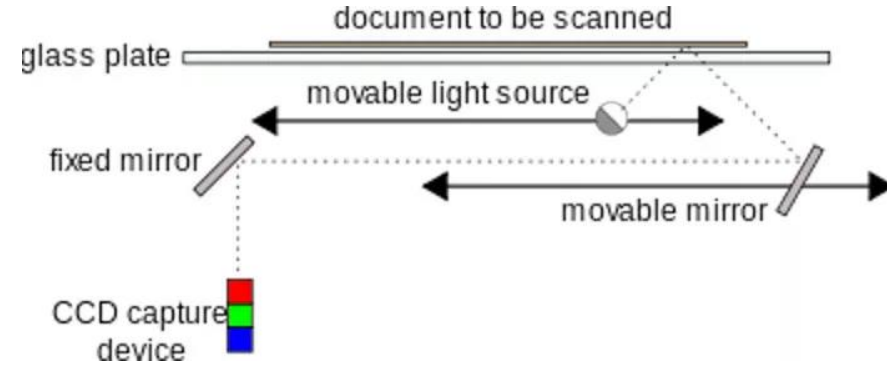 document to be scanned
glass plate
movable light source
fixed mirror
movable mirror
CCD capture
device